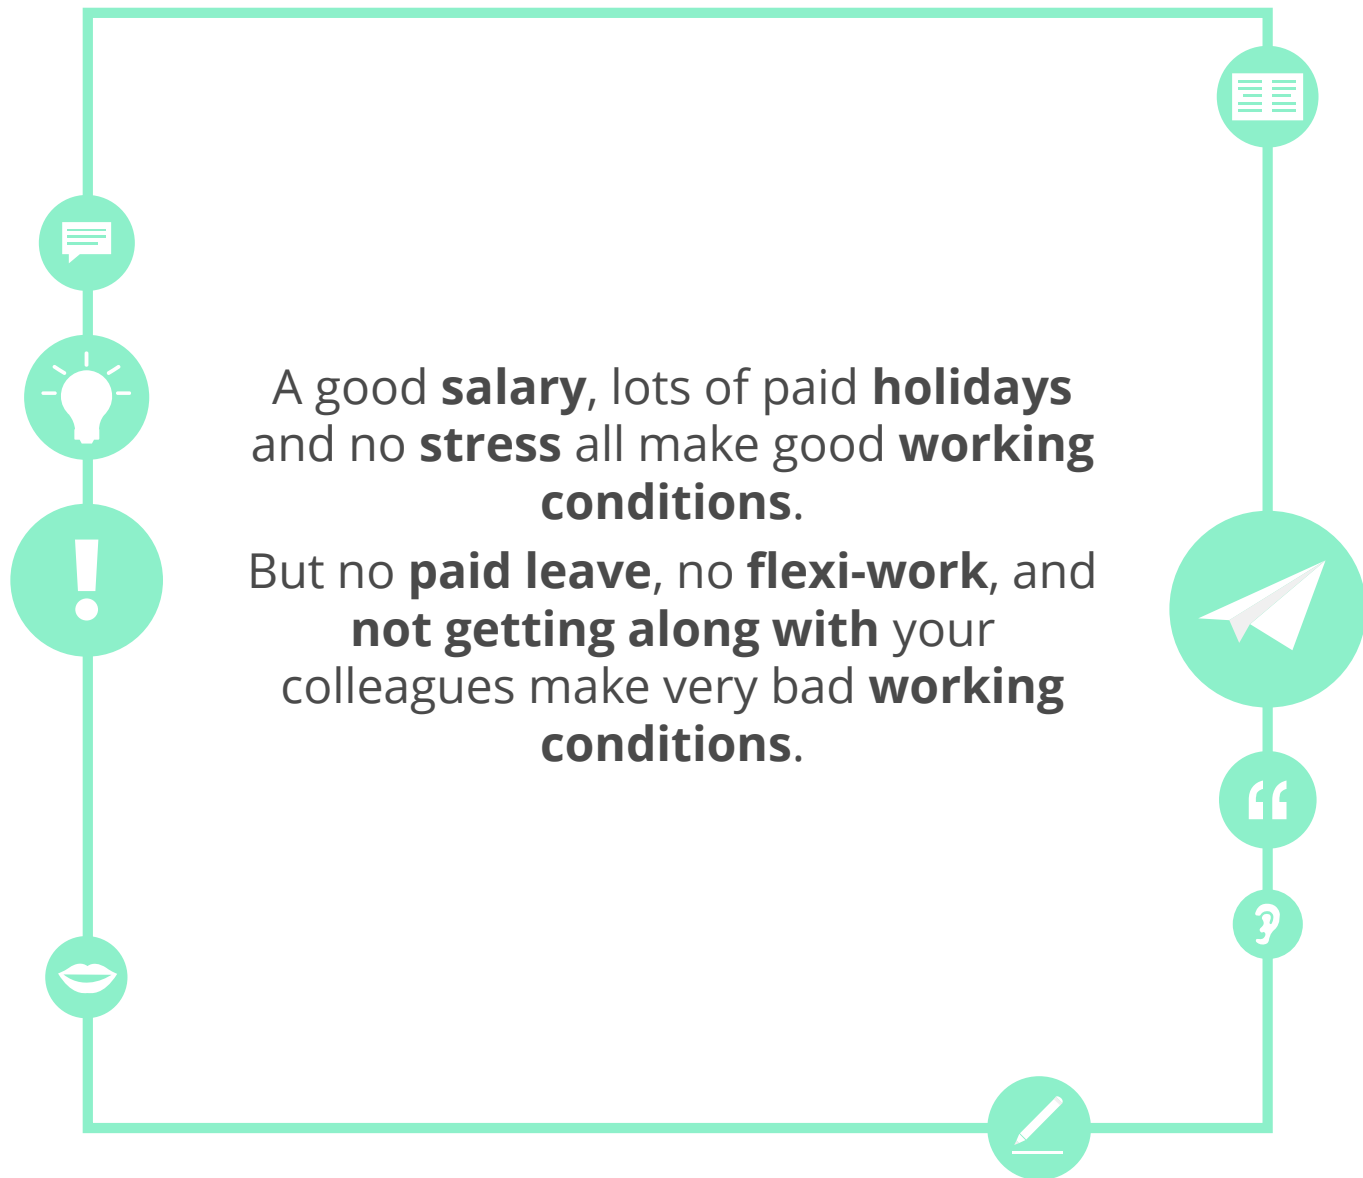 A good salary, lots of paid holidays
and no stress all make good working
conditions.
But no paid leave, no flexi-work, and
not getting along with your
colleagues make very bad working
conditions.